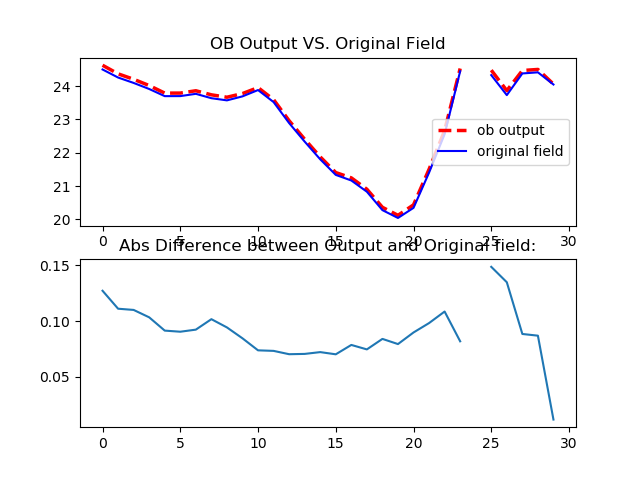 OB Output VS. Original Field
24
23
22
21
20
ob output
original field
0 5 10 15 20 25 30
Abs Difference between Output and Original field:
0.15
0.10
0.05
0 5 10 15 20 25 30